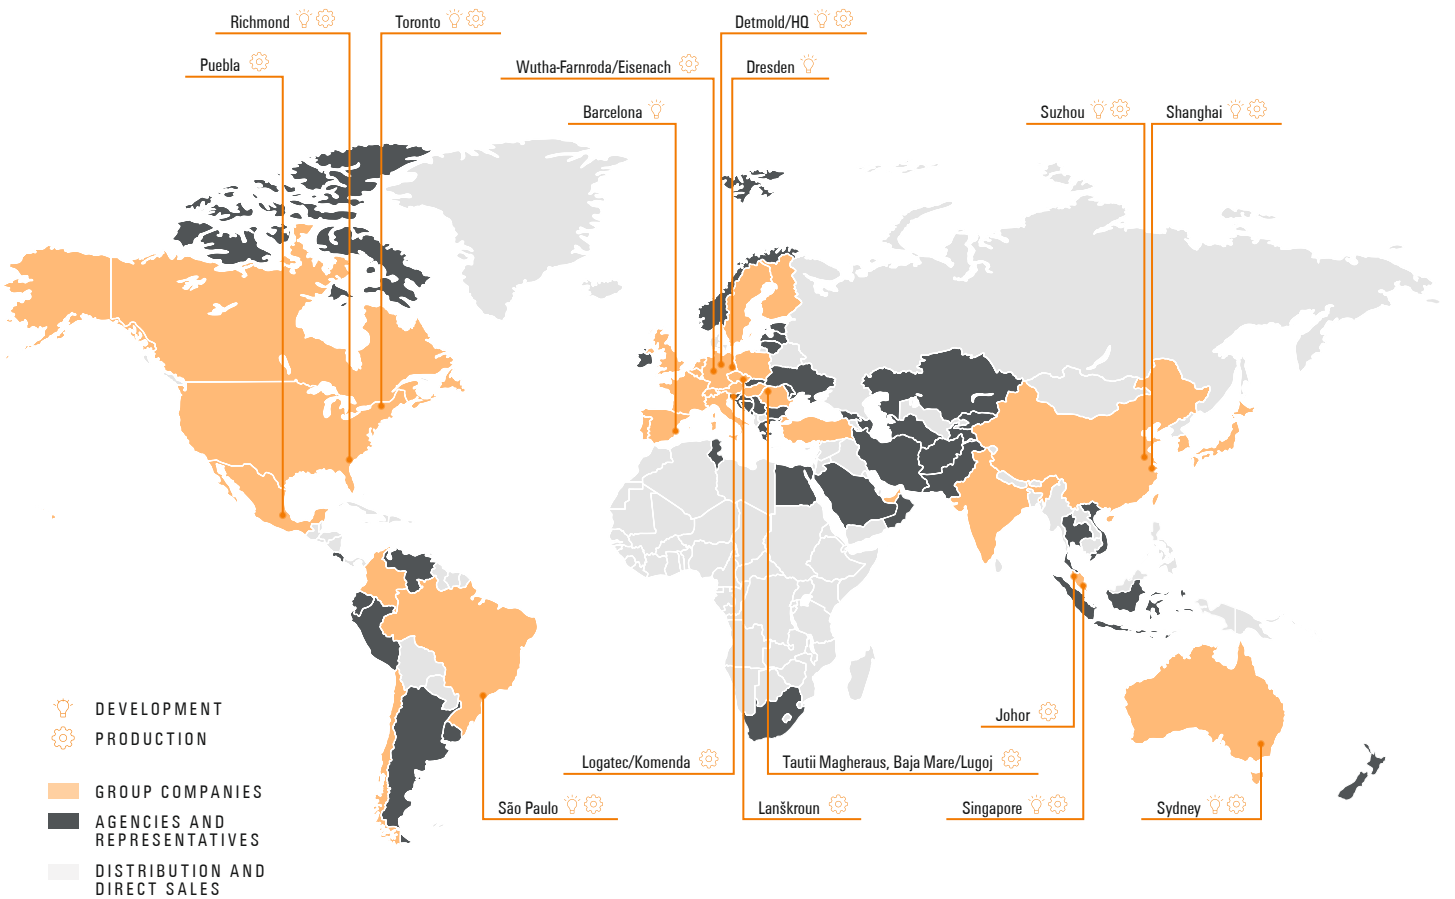 Richmond
Toronto
Detmold/HQ
Puebla
Wutha-Farnroda/Eisenach
Dresden
Barcelona
Suzhou
Shanghai
DEVELOPMENT
PRODUCTION
GROUP COMPANIES
AGENCIES AND
REPRESENTATIVES
DISTRIBUTION AND
DIRECT SALES
Johor
Logatec/Komenda
Tautii Magheraus, Baja Mare/Lugoj
São Paulo
Lanškroun
Singapore
Sydney